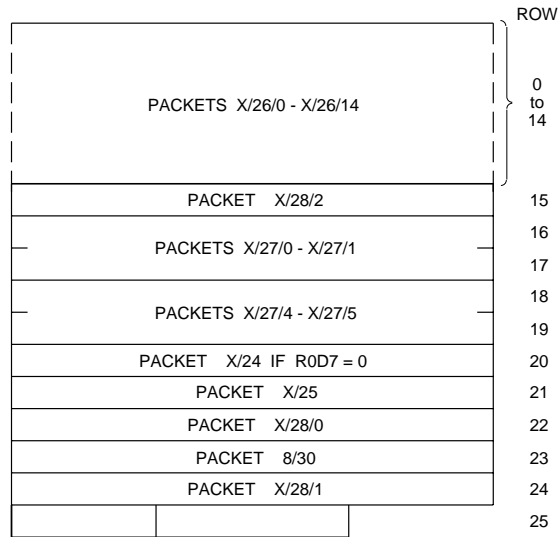 ROW
PACKETS X/26/0 - X/26/14
0
to
14
PACKET X/28/2 15
PACKETS X/27/0 - X/27/1
16
17
PACKETS X/27/4 - X/27/5
18
19
PACKET X/24 IF R0D7 = 0 20
PACKET X/25 21
PACKET X/28/0 22
PACKET 8/30 23
PACKET X/28/1 24
25